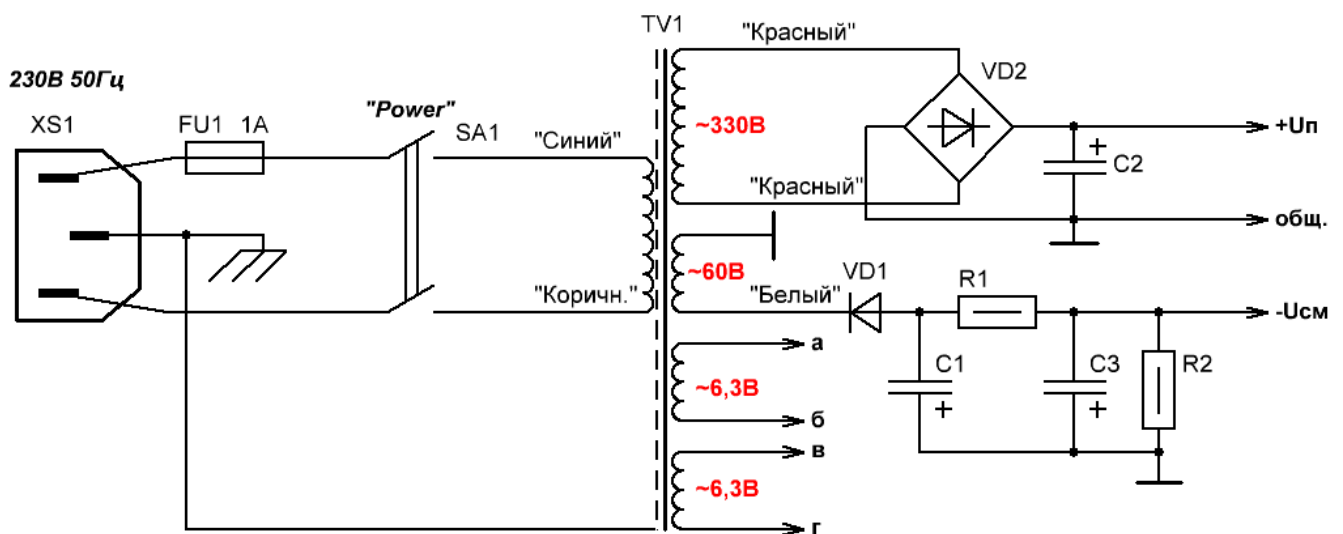 TV1
"Красный"
230В 50Гц
VD2
XS1
FU1 1А
"Power"
SA1
"Синий"
~330В
+Uп
+
C2
"Красный"
общ.
~60В
VD1
R1
"Коричн."
"Белый"
-Uсм
а
C1
C3
R2
~6,3В
+
+
б
в
~6,3В
г